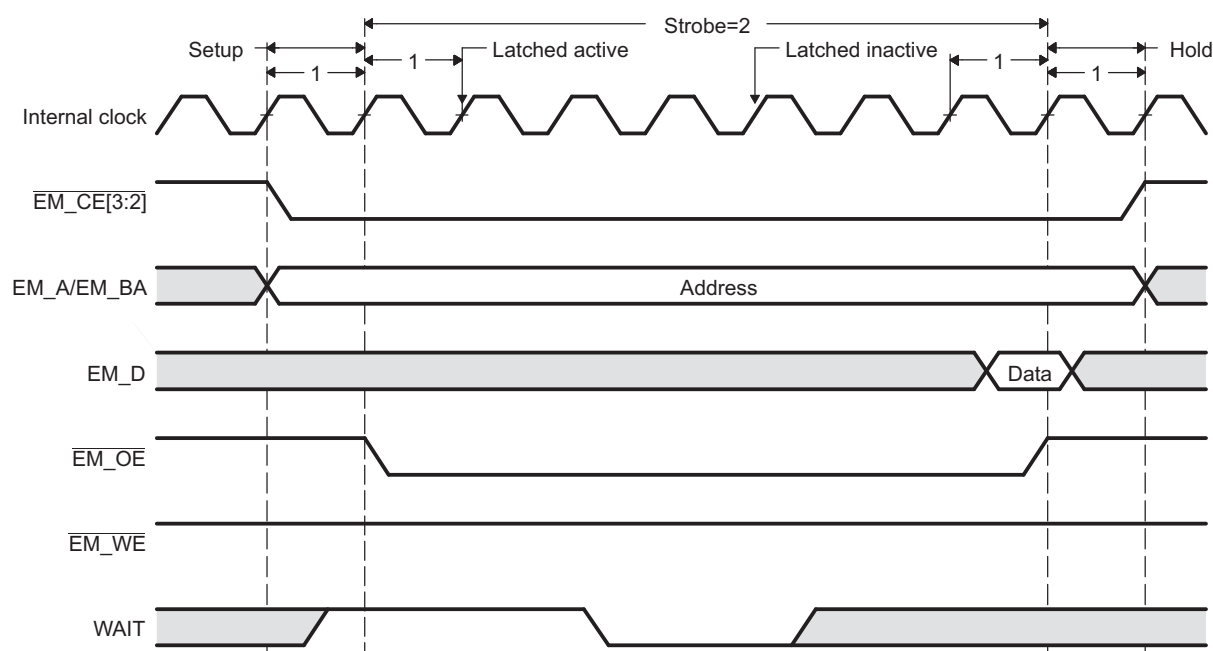 Strobe=2
Setup
Latched active
Latched inactive
Hold
1
1
1
1
Internal clock
EM_CE[3:2]
EM_A/EM_BA
Address
EM_D
Data
EM_OE
EM_WE
WAIT